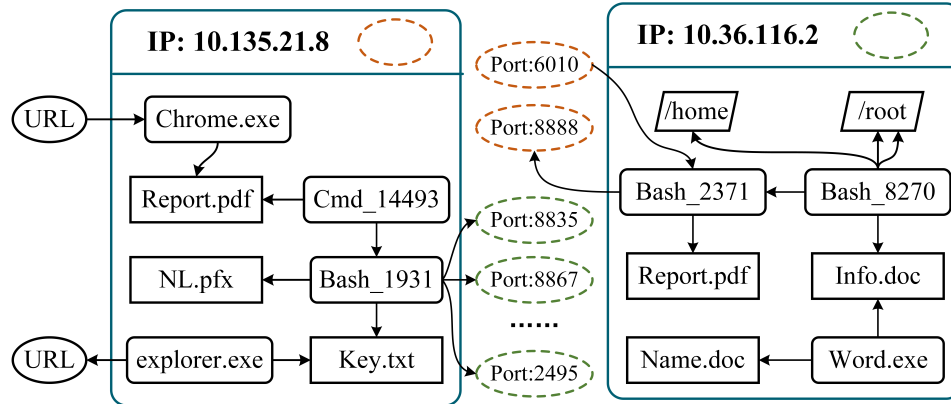 IP: 10.135.21.8
URL
Chrome.exe
Report.pdf
Cmd_14493
NL.pfx
Bash_1931
URL
explorer.exe
Key.txt
Port:6010
Port:8888
Port:8835
Port:8867
......
Port:2495
IP: 10.36.116.2
/home
/root
Bash_2371
Bash_8270
Report.pdf
Info.doc
Name.doc
Word.exe